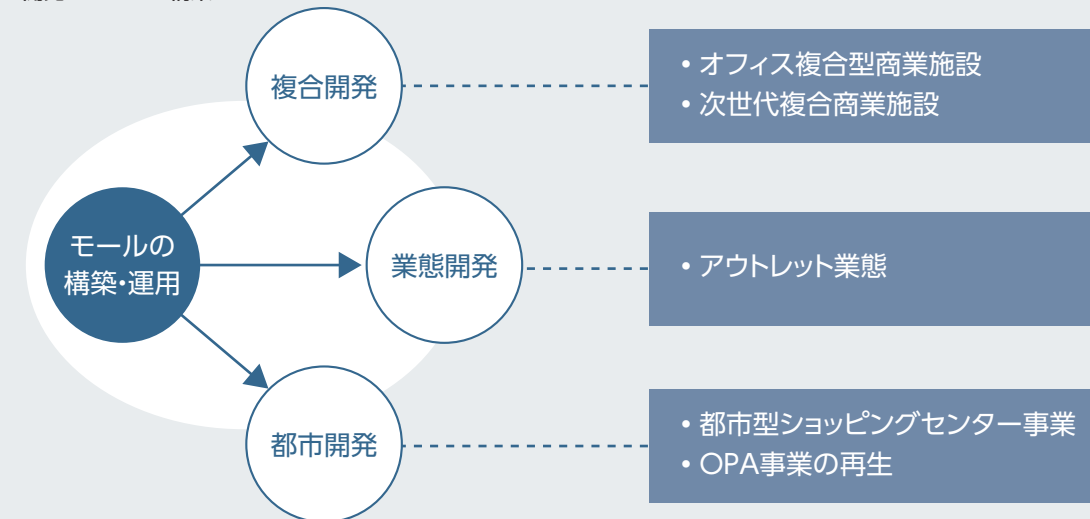 複合開発
・オフィス複合型商業施設
・次世代複合商業施設
モールの
構築・運用
業態開発
・アウトレット業態
都市開発
・都市型ショッピングセンター事業
・OPA事業の再生